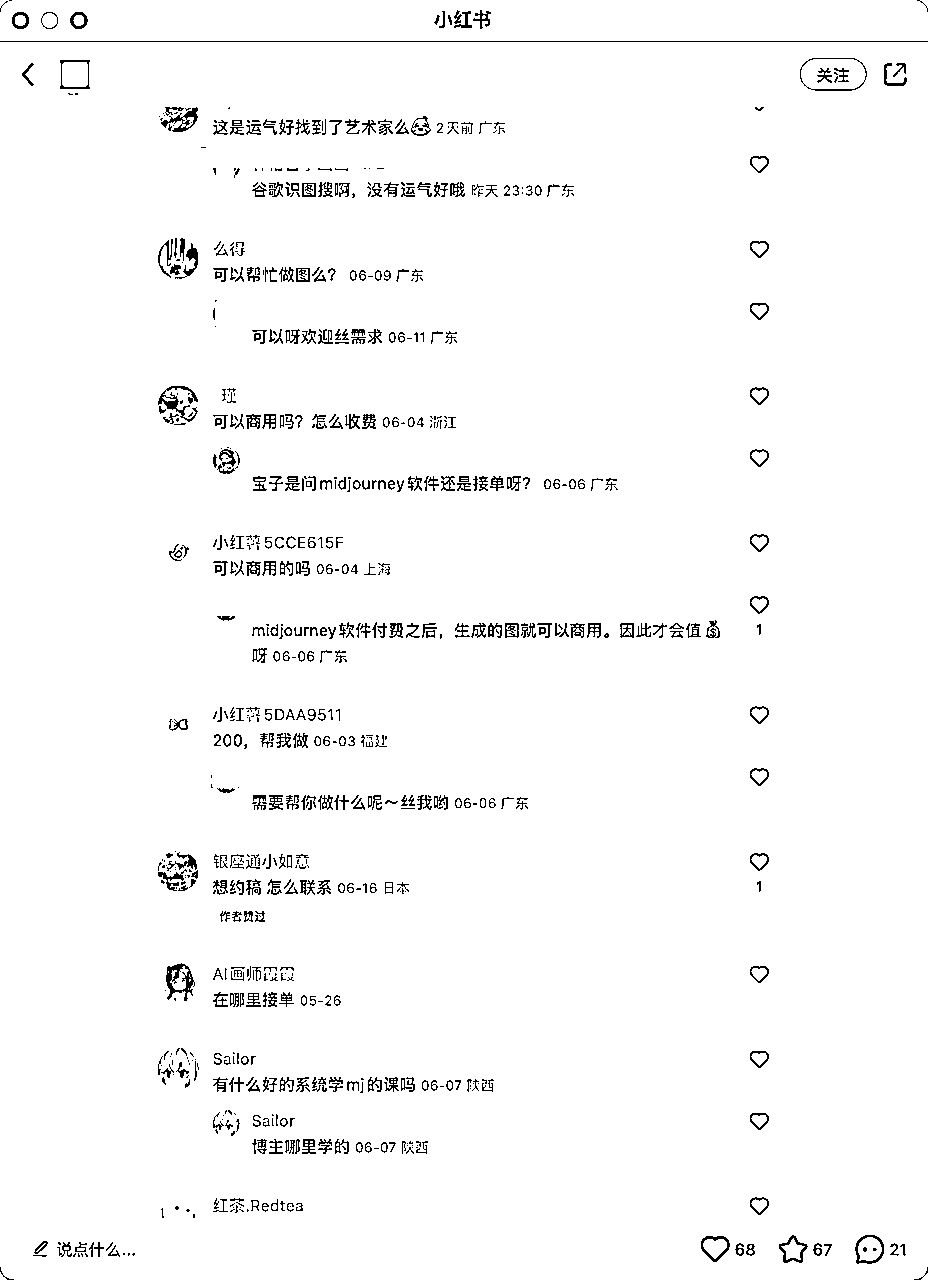 小红书
关注
这是运气好找到了艺术家么 2天前 广东
谷歌识图搜啊，没有运气好哦 昨天 23:30 广东
么得
可以帮忙做图么？ 06-09 广东
可以呀欢迎丝需求 06-11 广东
瑾
可以商用吗？怎么收费 06-04 浙江
宝子是问midjourney软件还是接单呀？ 06-06 广东
小红薯5CCE615F
可以商用的吗 06-04 上海
midjourney软件付费之后，生成的图就可以商用。因此才会值💰
呀 06-06 广东
1
小红薯5DAA9511
200，帮我做 06-03 福建
需要帮你做什么呢～丝我哟 06-06 广东
银座通小如意
想约稿 怎么联系 06-16 日本
1
作者赞过
AI画师霞霞
在哪里接单 05-26
Sailor
有什么好的系统学mj的课吗 06-07 陕西
Sailor
博主哪里学的 06-07 陕西
红茶.Redtea
说点什么...
68 67 21